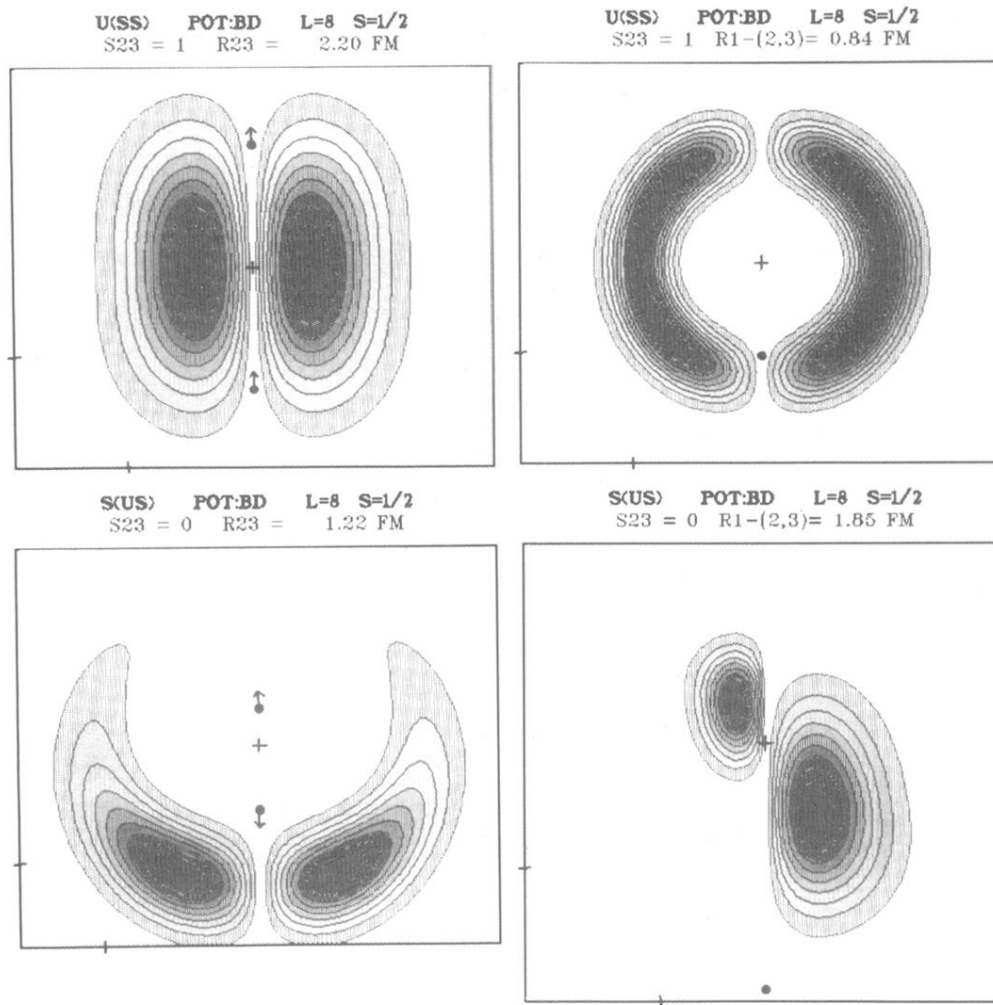 U(SS) POT:BD L=8 S=1/2
S23 = 1 R23 = 2.20 FM
U(SS) POT:BD L=8 S=1/2
S23 = 1 R1-(2,3)= 0.84 FM
S(US) POT:BD L=8 S=1/2
S23 = 0 R23 = 1.22 FM
S(US) POT:BD L=8 S=1/2
S23 = 0 R1-(2,3)= 1.85 FM